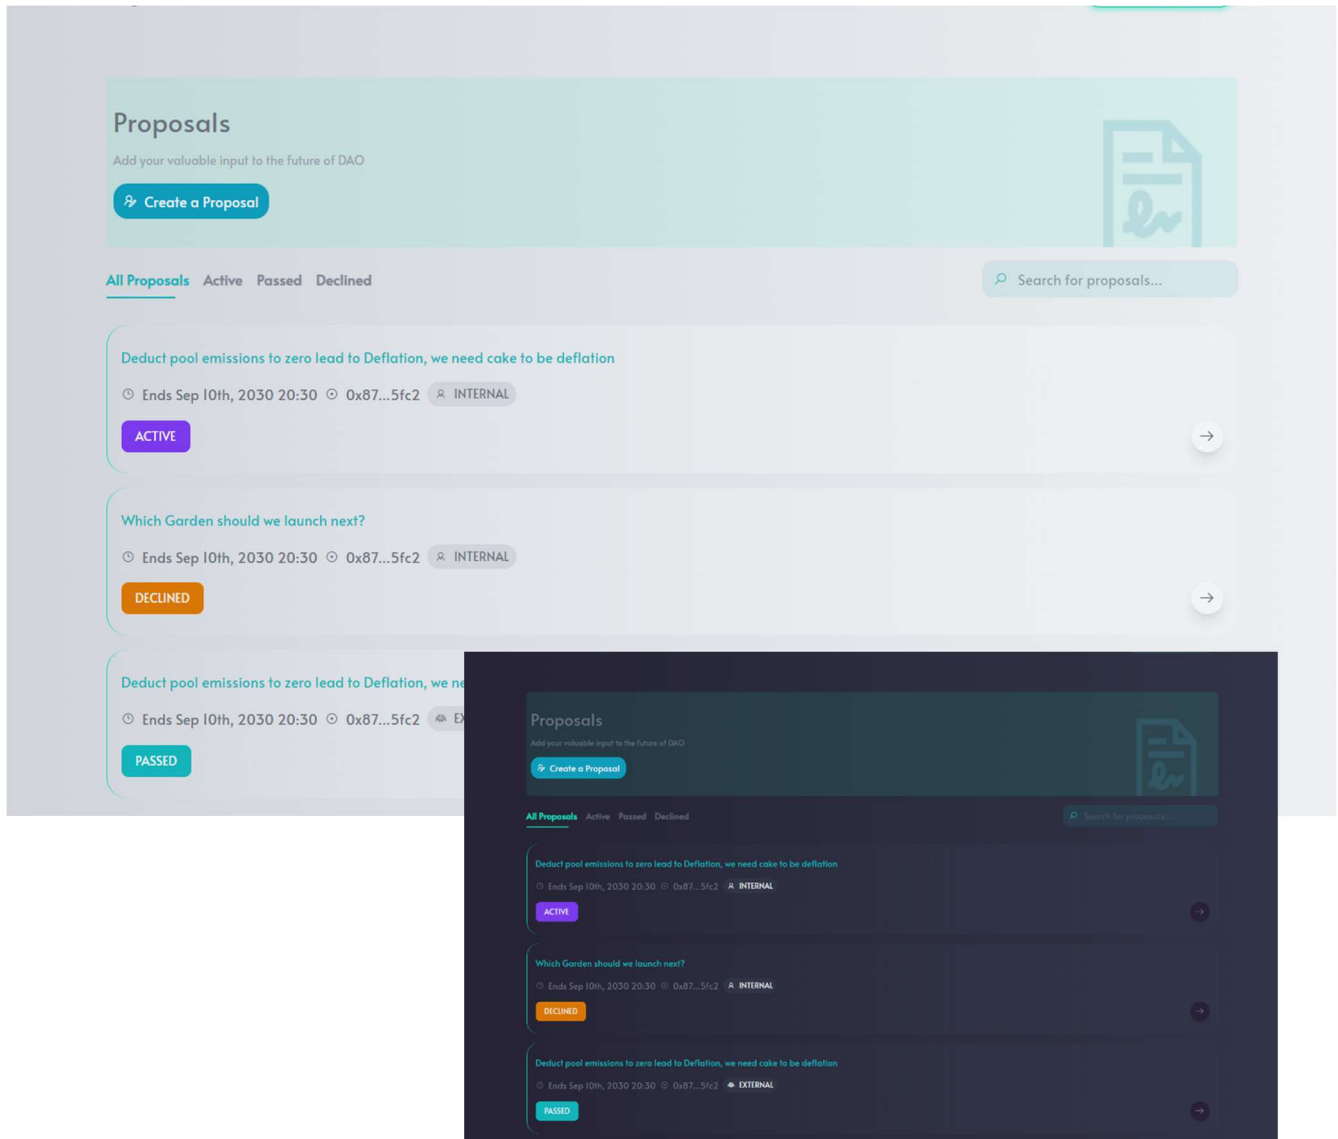 Proposals
Add your valuable input to the future of DAO
Create a Proposal
All Proposals Active Passed Declined
Search for proposals...
Deduct pool emissions to zero lead to Deflation, we need cake to be deflation
Ends Sep 10th, 2030 20:30 0x87...5fc2 INTERNAL
ACTIVE
Which Garden should we launch next?
Ends Sep 10th, 2030 20:30 0x87...5fc2 INTERNAL
DECLINED
Deduct pool emissions to zero lead to Deflation, we ne
Ends Sep 10th, 2030 20:30 0x87...5fc2 EX
PASSED
Proposals
Add your valuable input to the future of DAO
Create a Proposal
All Proposals Active Passed Declined
Search for proposals...
Deduct pool emissions to zero lead to Deflation, we need cake to be deflation
Ends Sep 10th, 2030 20:30 0x87...5fc2 INTERNAL
ACTIVE
Which Garden should we launch next?
Ends Sep 10th, 2030 20:30 0x87...5fc2 INTERNAL
DECLINED
Deduct pool emissions to zero lead to Deflation, we need cake to be deflation
Ends Sep 10th, 2030 20:30 0x87...5fc2 EXTERNAL
PASSED